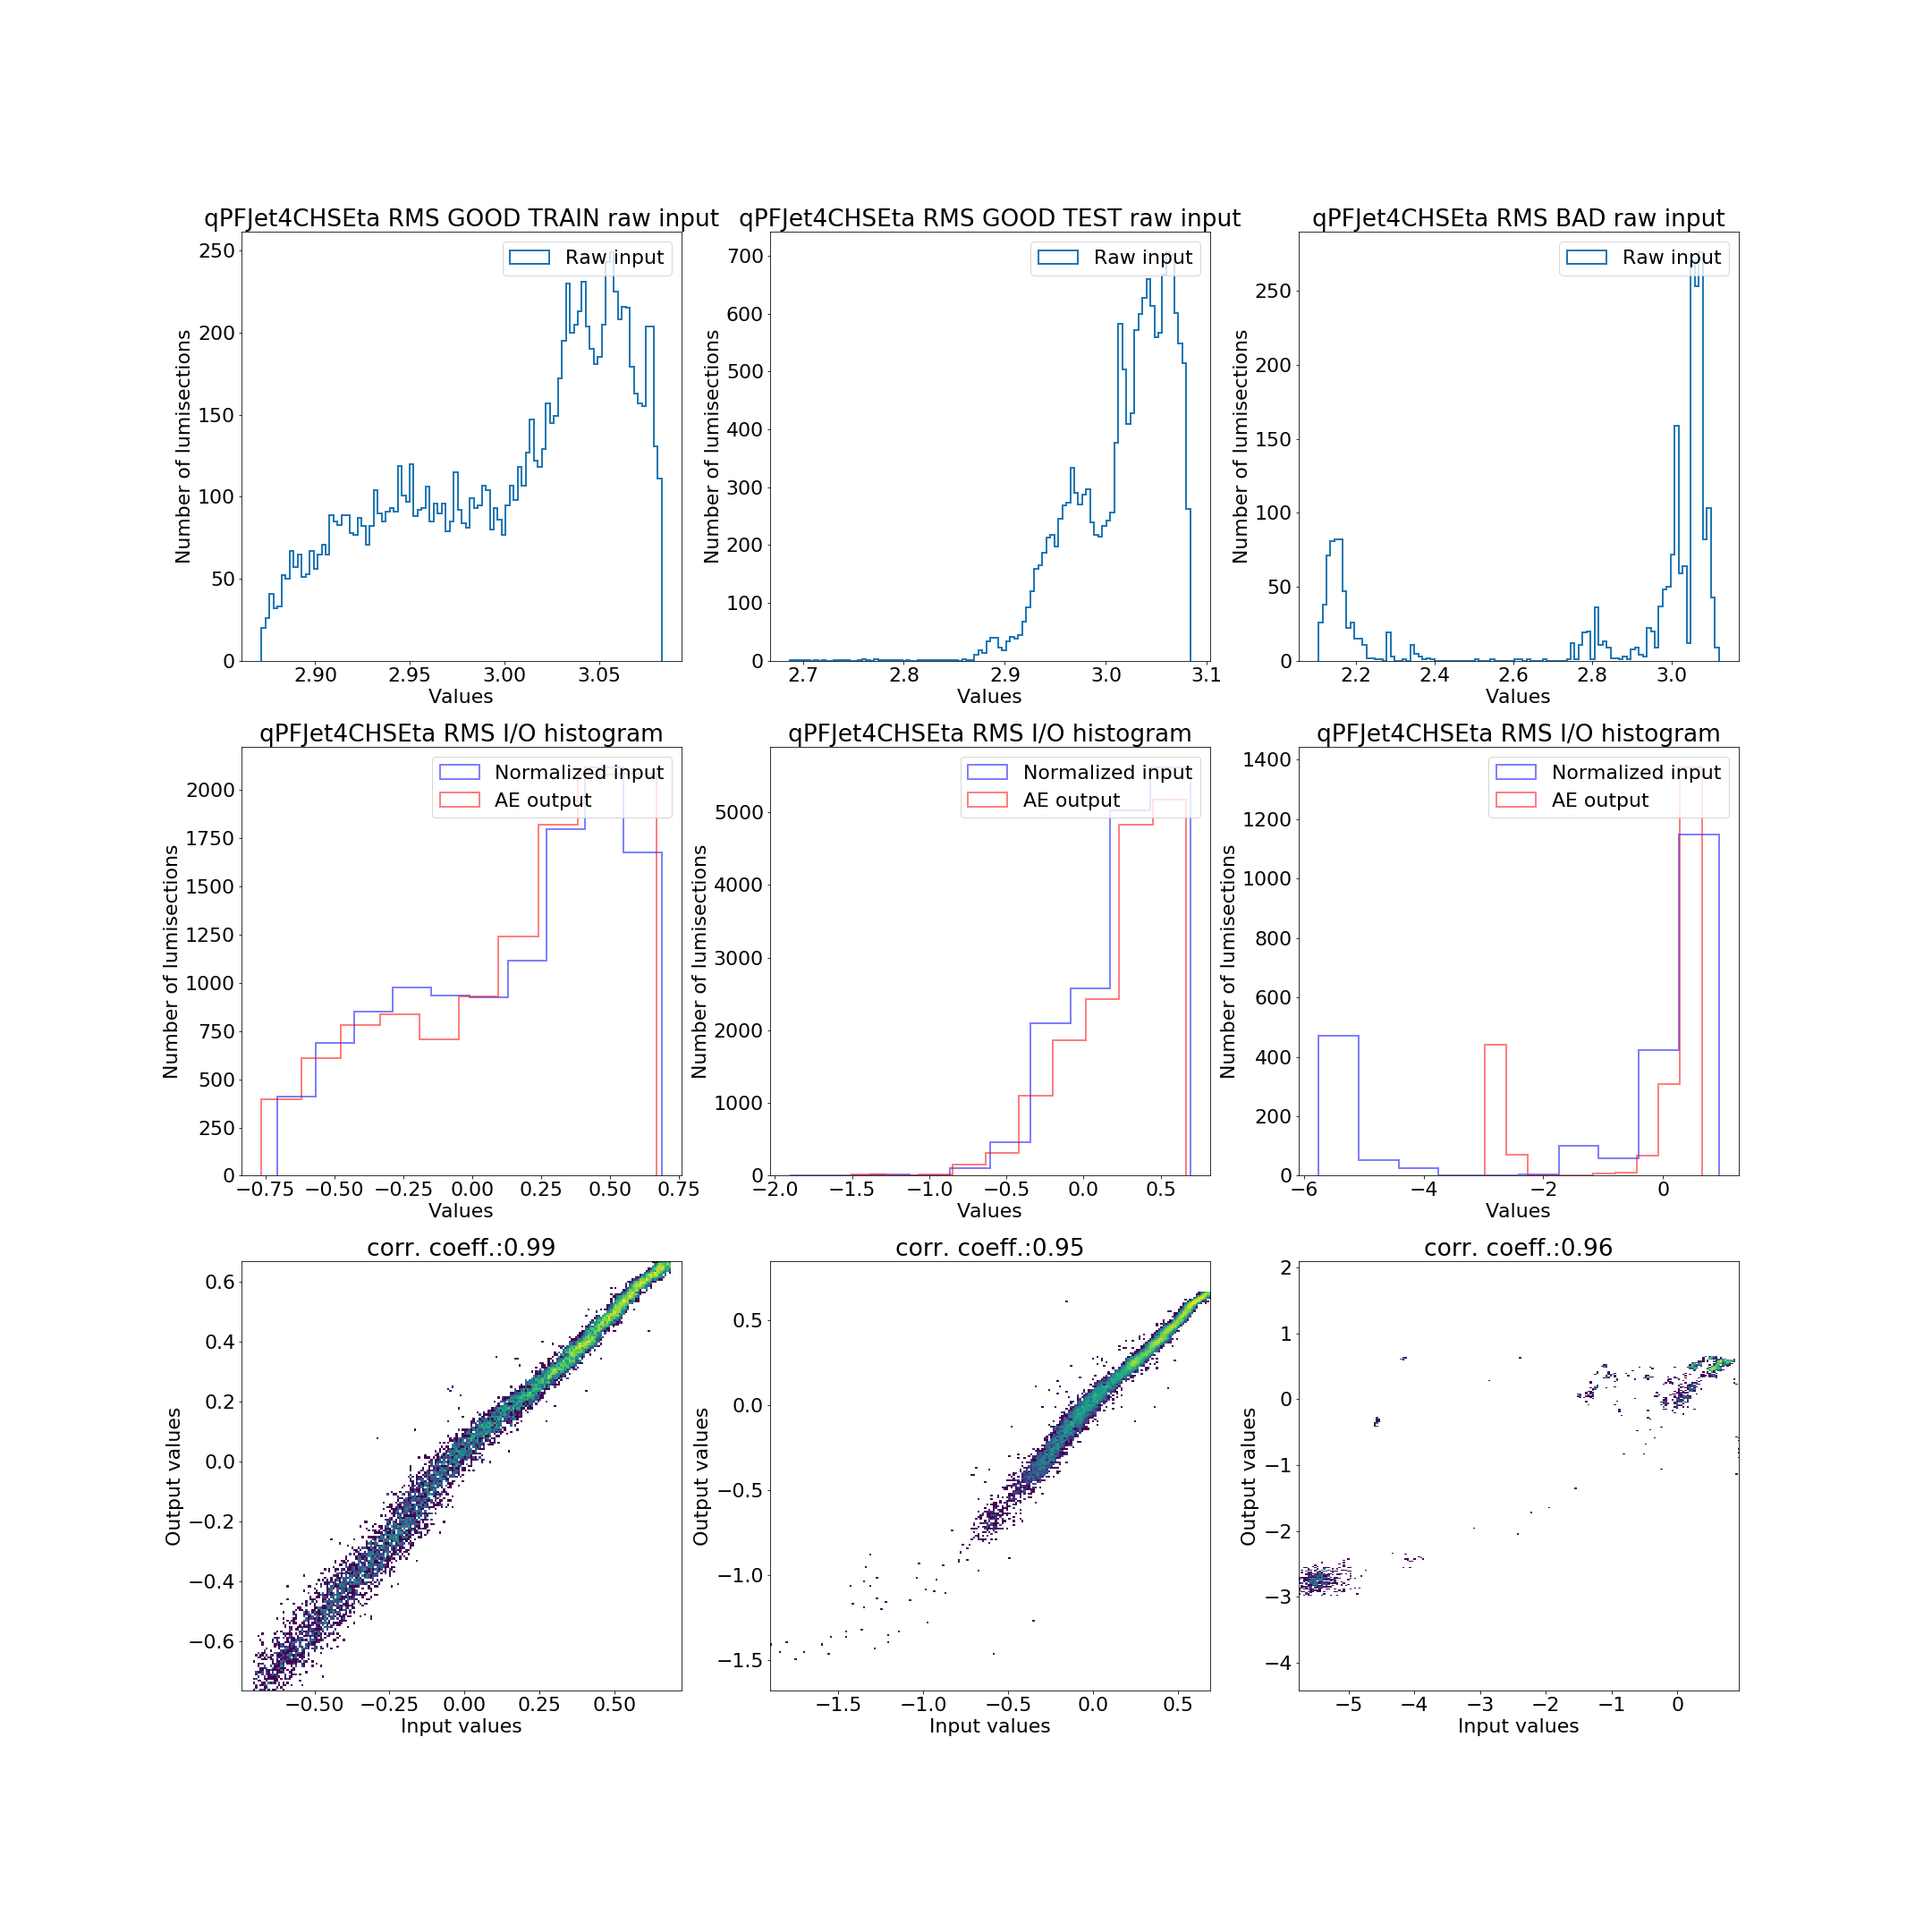 qPFJet4CHSEta RMS GOOD TRAIN raw input
Raw input
Number of lumisections
250
200
150
100
50
0
2.90 2.95 3.00 3.05
Values
qPFJet4CHSEta RMS GOOD TEST raw input
Raw input
Number of lumisections
700
600
500
400
300
200
100
0
2.7 2.8 2.9 3.0 3.1
Values
qPFJet4CHSEta RMS BAD raw input
Raw input
Number of lumisections
250
200
150
100
50
0
2.2 2.4 2.6 2.8 3.0
Values
qPFJet4CHSEta RMS I/O histogram
Normalized input
AE output
Number of lumisections
2000
1750
1500
1250
1000
750
500
250
0
−0.75 −0.50 −0.25 0.00 0.25 0.50 0.75
Values
qPFJet4CHSEta RMS I/O histogram
Normalized input
AE output
Number of lumisections
5000
4000
3000
2000
1000
0
−2.0 −1.5 −1.0 −0.5 0.0 0.5
Values
qPFJet4CHSEta RMS I/O histogram
Normalized input
AE output
Number of lumisections
1400
1200
1000
800
600
400
200
0
−6 −4 −2 0
Values
corr. coeff.:0.99
Output values
0.6
0.4
0.2
0.0
−0.2
−0.4
−0.6
−0.50 −0.25 0.00 0.25 0.50
Input values
corr. coeff.:0.95
Output values
0.5
0.0
−0.5
−1.0
−1.5
−1.5 −1.0 −0.5 0.0 0.5
Input values
corr. coeff.:0.96
Output values
2
1
0
−1
−2
−3
−4
−5 −4 −3 −2 −1 0
Input values